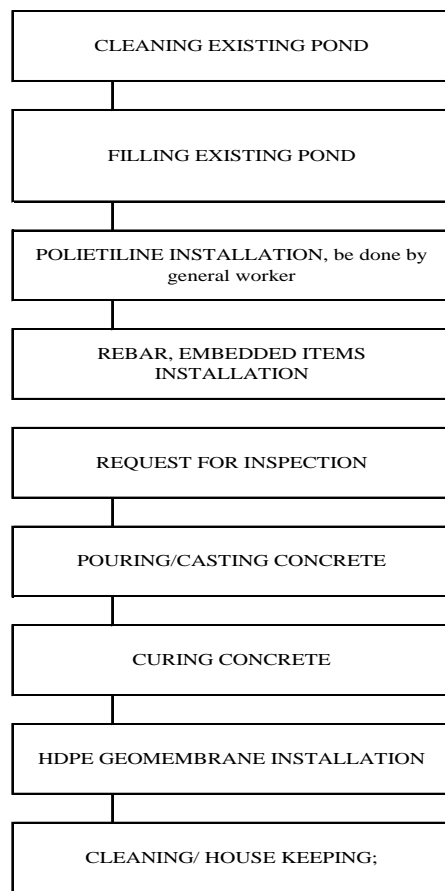 CLEANING EXISTING POND
FILLING EXISTING POND
POLIETILINE INSTALLATION, be done by
general worker
REBAR, EMBEDDED ITEMS
INSTALLATION
REQUEST FOR INSPECTION
POURING/CASTING CONCRETE
CURING CONCRETE
HDPE GEOMEMBRANE INSTALLATION
CLEANING/ HOUSE KEEPING;